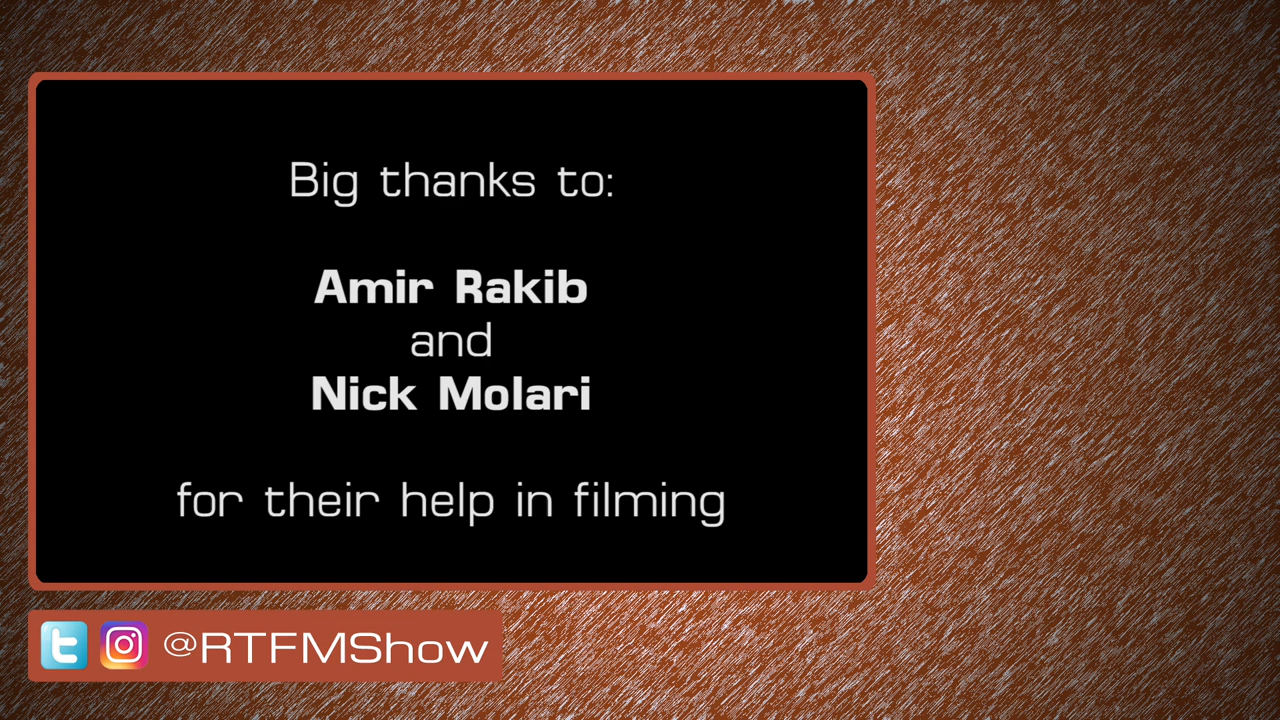 Big thanks to:
Amir Rakib
and
Nick Molari
for their help in filming
@RTFMShow